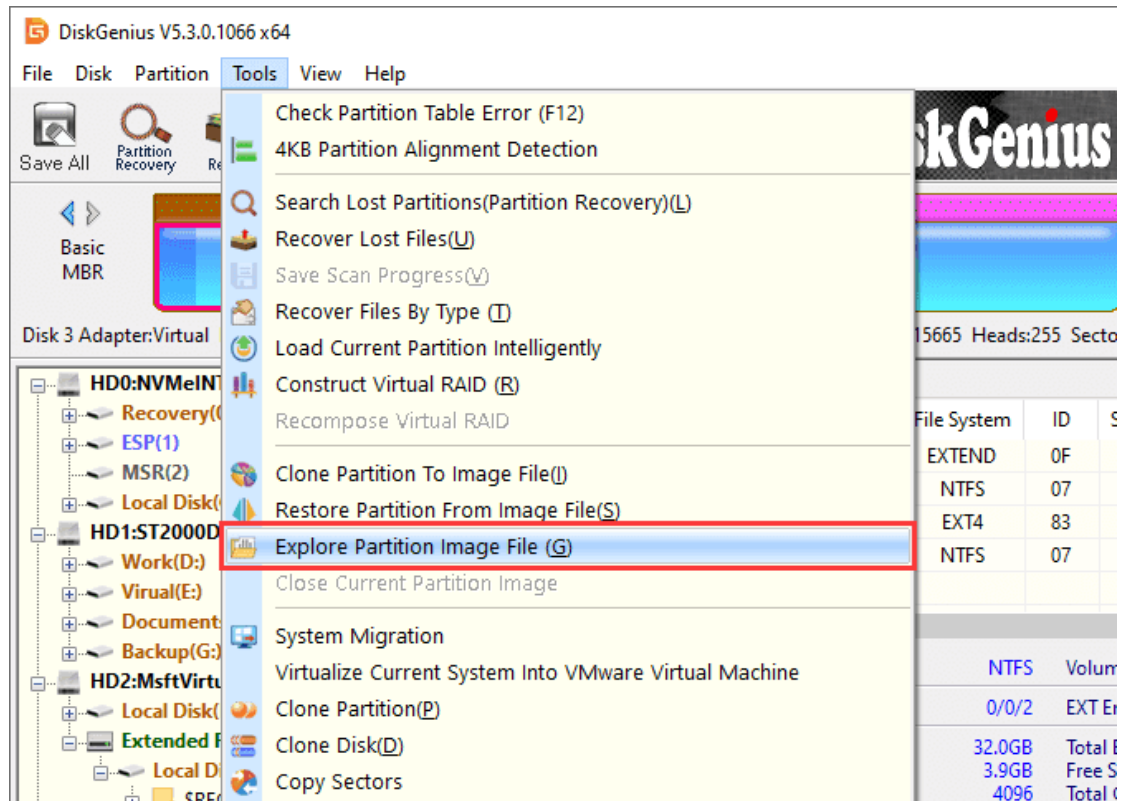 DiskGenius V5.3.0.1066 x64
File Disk Partition Tools View Help
Save All
Partition
Recovery
Basic
MBR
Disk 3 Adapter:Virtual
15665 Heads:255
Check Partition Table Error (F12)
4KB Partition Alignment Detection
Search Lost Partitions(Partition Recovery)(L)
Recover Lost Files(U)
Save Scan Progress(V)
Recover Files By Type (T)
Load Current Partition Intelligently
Construct Virtual RAID (R)
Recompose Virtual RAID
Clone Partition To Image File(I)
Restore Partition From Image File(S)
Explore Partition Image File (G)
Close Current Partition Image
System Migration
Virtualize Current System Into VMware Virtual Machine
Clone Partition(P)
Clone Disk(D)
Copy Sectors
HD0:NVMeINT
Recovery(
ESP(1)
MSR(2)
Local Disk(
HD1:ST2000D
Work(D:)
Virual(E:)
Document
Backup(G:)
HD2:MsftVirtu
Local Disk(
Extended
Local
kGenius
File System ID
EXTEND 0F
NTFS 07
EXT4 83
NTFS 07
NTFS
0/0/2 EXT
32.0GB Total
3.9GB Free
4096 Total